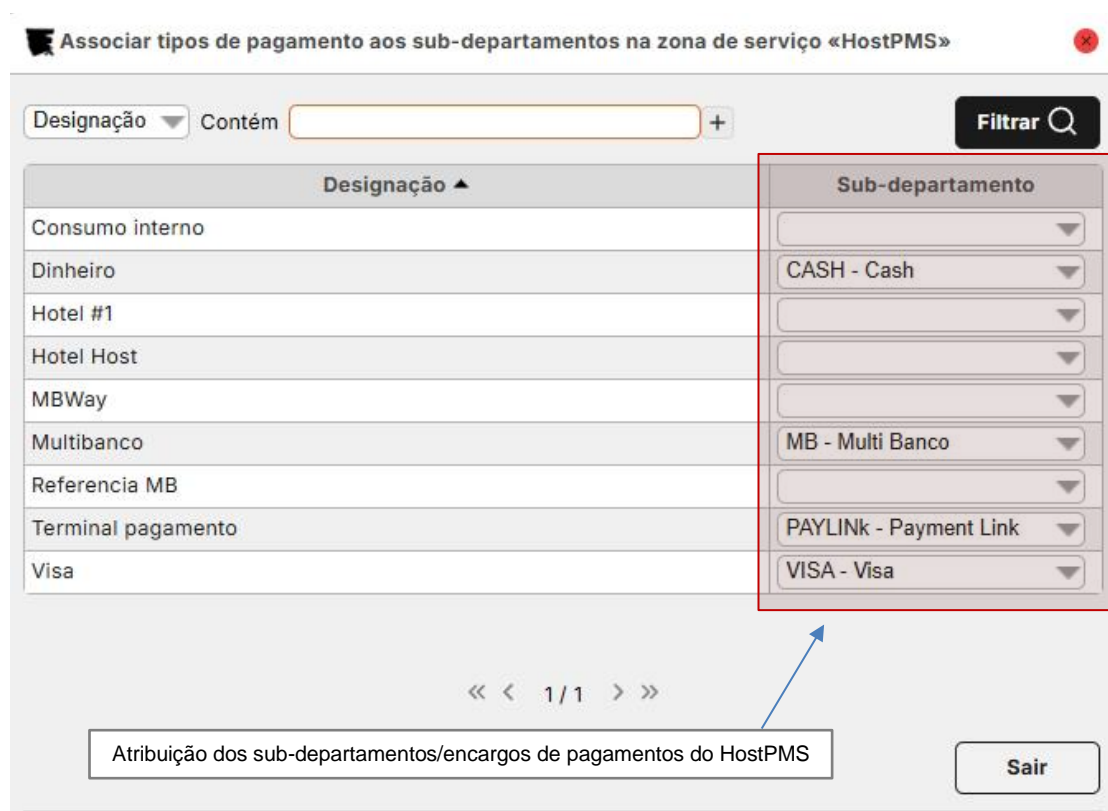 Associar tipos de pagamento aos sub-departamentos na zona de serviço «HostPMS»
Designação Contém + Filtrar
Designação Sub-departamento
Consumo interno
Dinheiro CASH - Cash
Hotel #1
Hotel Host
MBWay
Multibanco MB - Multi Banco
Referencia MB
Terminal pagamento PAYLINk - Payment Link
Visa VISA - Visa
« < 1 / 1 > »
Atribuição dos sub-departamentos/encargos de pagamentos do HostPMS
Sair